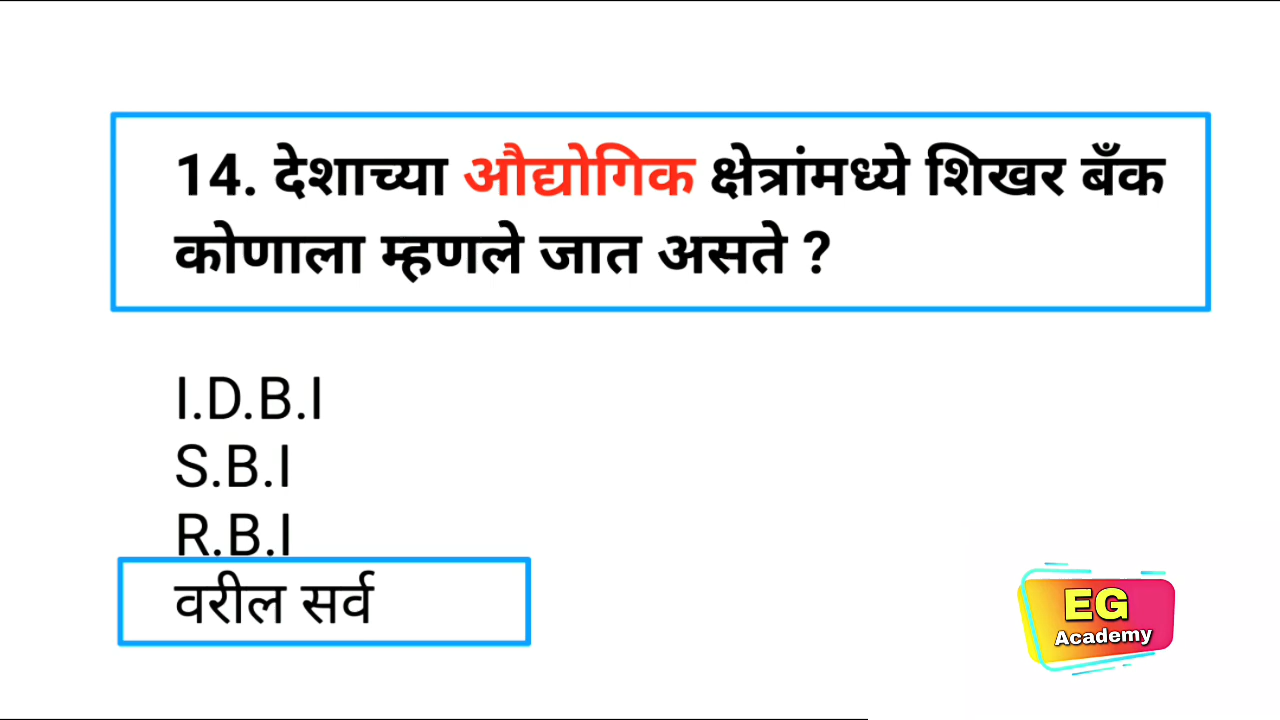 14. देशाच्या औद्योगिक क्षेत्रांमध्ये शिखर बँक
कोणाला म्हणले जात असते ?
I.D.B.I
S.B.I
R.B.I
वरील सर्व
EG
Academy